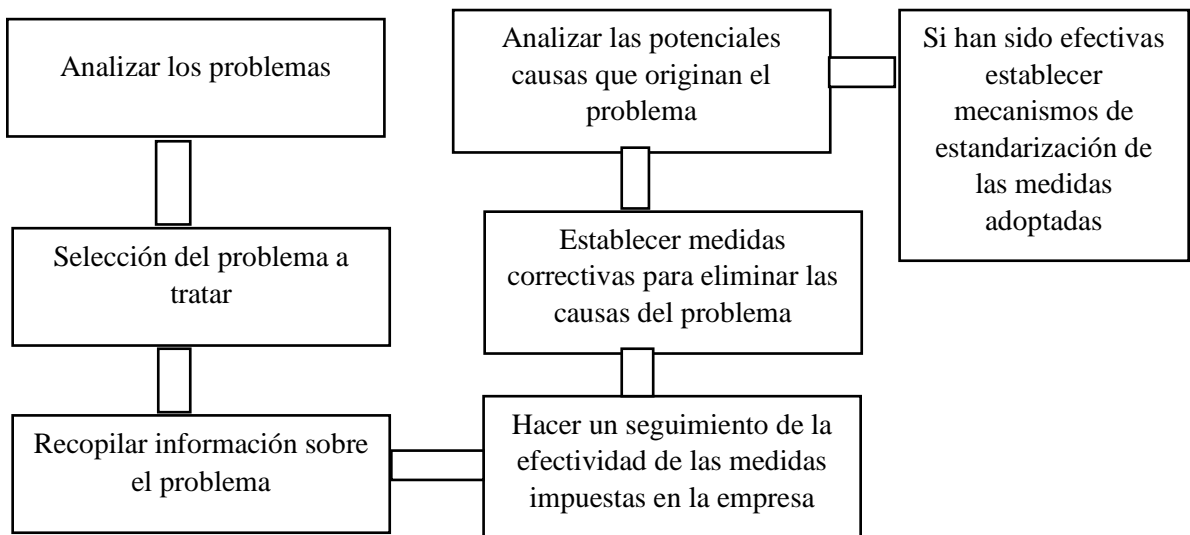 Analizar los problemas
Selección del problema a
tratar
Recopilar información sobre
el problema
Hacer un seguimiento de la
efectividad de las medidas
impuestas en la empresa
Establecer medidas
correctivas para eliminar las
causas del problema
Analizar las potenciales
causas que originan el
problema
Si han sido efectivas
establecer
mecanismos de
estandarización de
las medidas
adoptadas